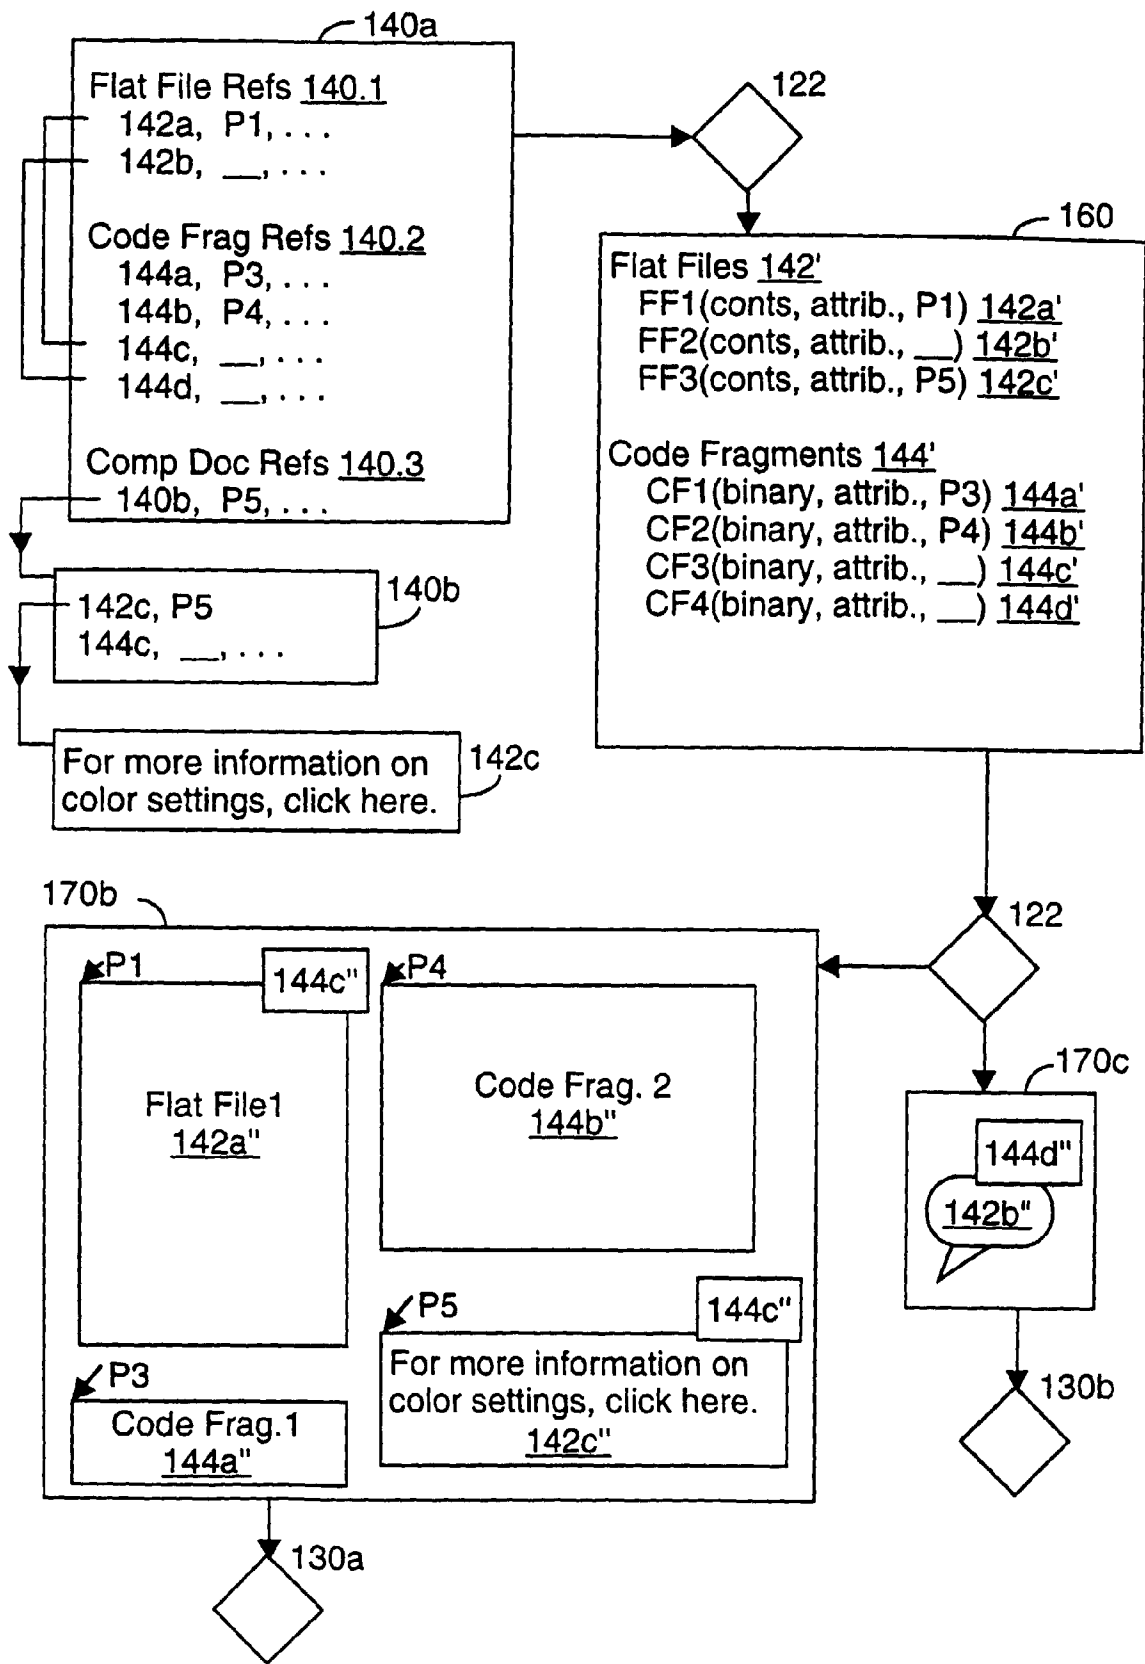 140a
Flat File Refs 140.1
142a, P1, . . .
142b, __, . . .
Code Frag Refs 140.2
144a, P3, . . .
144b, P4, . . .
144c, __, . . .
144d, __, . . .
Comp Doc Refs 140.3
140b, P5, . . .
122
160
Flat Files 142'
FF1(conts, attrib., P1) 142a'
FF2(conts, attrib., __) 142b'
FF3(conts, attrib., P5) 142c'
Code Fragments 144'
CF1(binary, attrib., P3) 144a'
CF2(binary, attrib., P4) 144b'
CF3(binary, attrib., __) 144c'
CF4(binary, attrib., __) 144d'
140b
142c, P5
144c, __, . . .
142c
For more information on
color settings, click here.
170b
122
P1
144c"
P4
Flat File1
142a"
Code Frag. 2
144b"
170c
144d"
142b"
P5
144c"
For more information on
color settings, click here.
142c"
P3
Code Frag.1
144a"
130b
130a